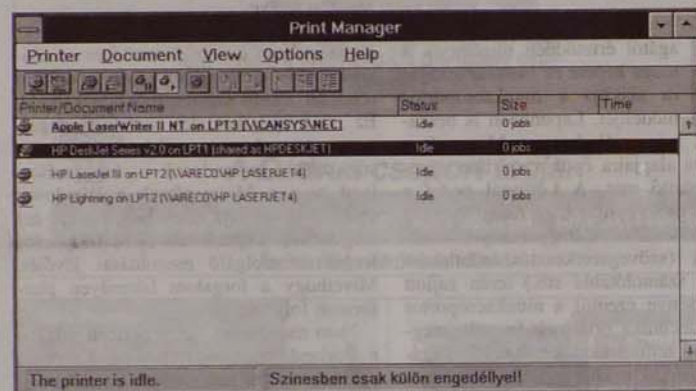 Print Manager
Printer Document View Options Help
Printer/Document Name Status Size Time
Apple LaserWriter II NT on LPT3 (\\CANSYS\NEC) Idle 0 jobs
HP DeskJet Series v2.0 on LPT1 (shared as HPDESKJET) Idle 0 jobs
HP LaserJet III on LPT2 (\\ARECO\HP LASERJET4) Idle 0 jobs
HP Lightning on LPT2 (\\ARECO\HP LASERJET4) Idle 0 jobs
The printer is idle. Szinesben csak külön engedéllyel!